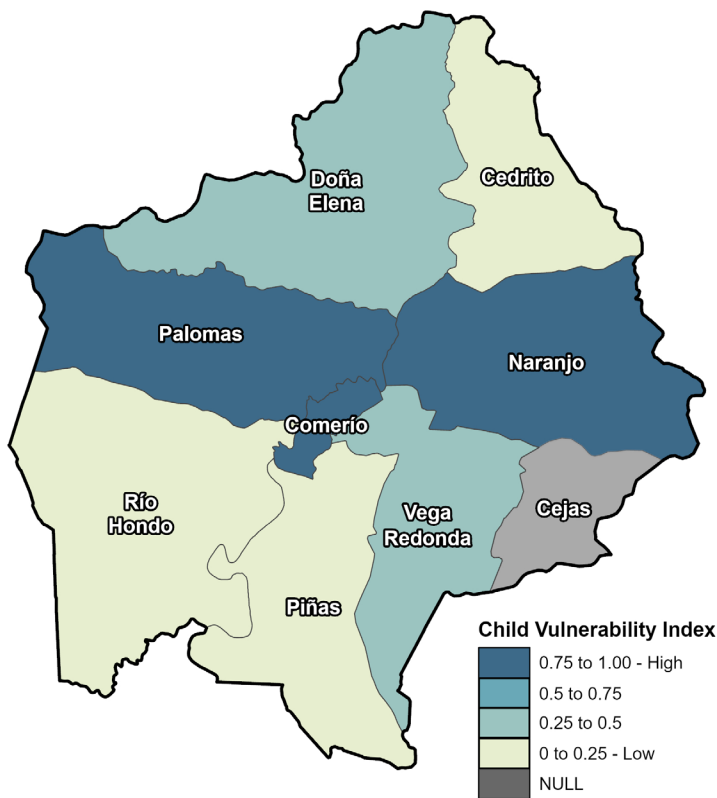 Doña
Elena
Cedrito
Palomas
Naranjo
Comerío
Río
Hondo
Vega
Redonda
Cejas
Piñas
Child Vulnerability Index
0.75 to 1.00 - High
0.5 to 0.75
0.25 to 0.5
0 to 0.25 - Low
NULL